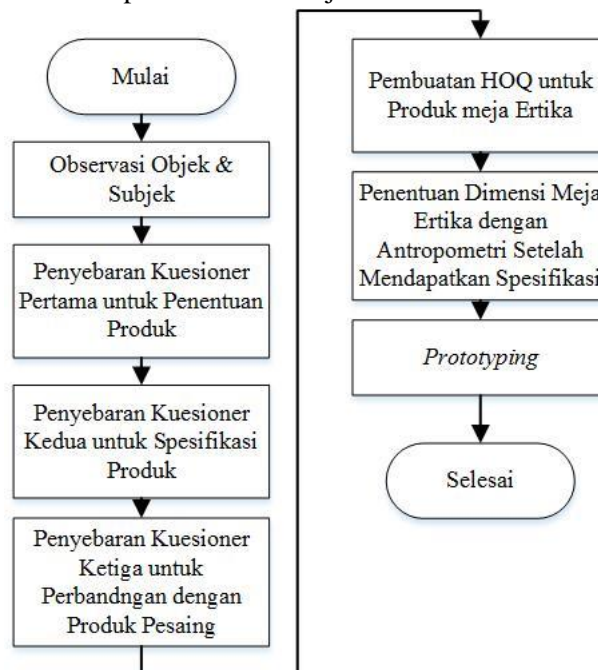 Mulai
Observasi Objek &
Subjek
Penyebaran Kuesioner
Pertama untuk Penentuan
Produk
Penyebaran Kuesioner
Kedua untuk Spesifikasi
Produk
Penyebaran Kuesioner
Ketiga untuk
Perbandngan dengan
Produk Pesaing
Pembuatan HOQ untuk
Produk meja Ertika
Penentuan Dimensi Meja
Ertika dengan
Antropometri Setelah
Mendapatkan Spesifikasi
Prototyping
Selesai